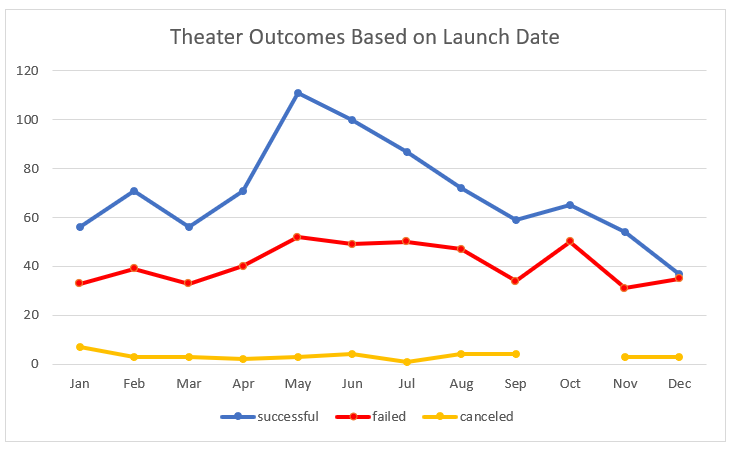 Theater Outcomes Based on Launch Date
120
100
80
60
40
20
0
Jan Feb Mar Apr May Jun Jul Aug Sep Oct Nov Dec
successful failed canceled